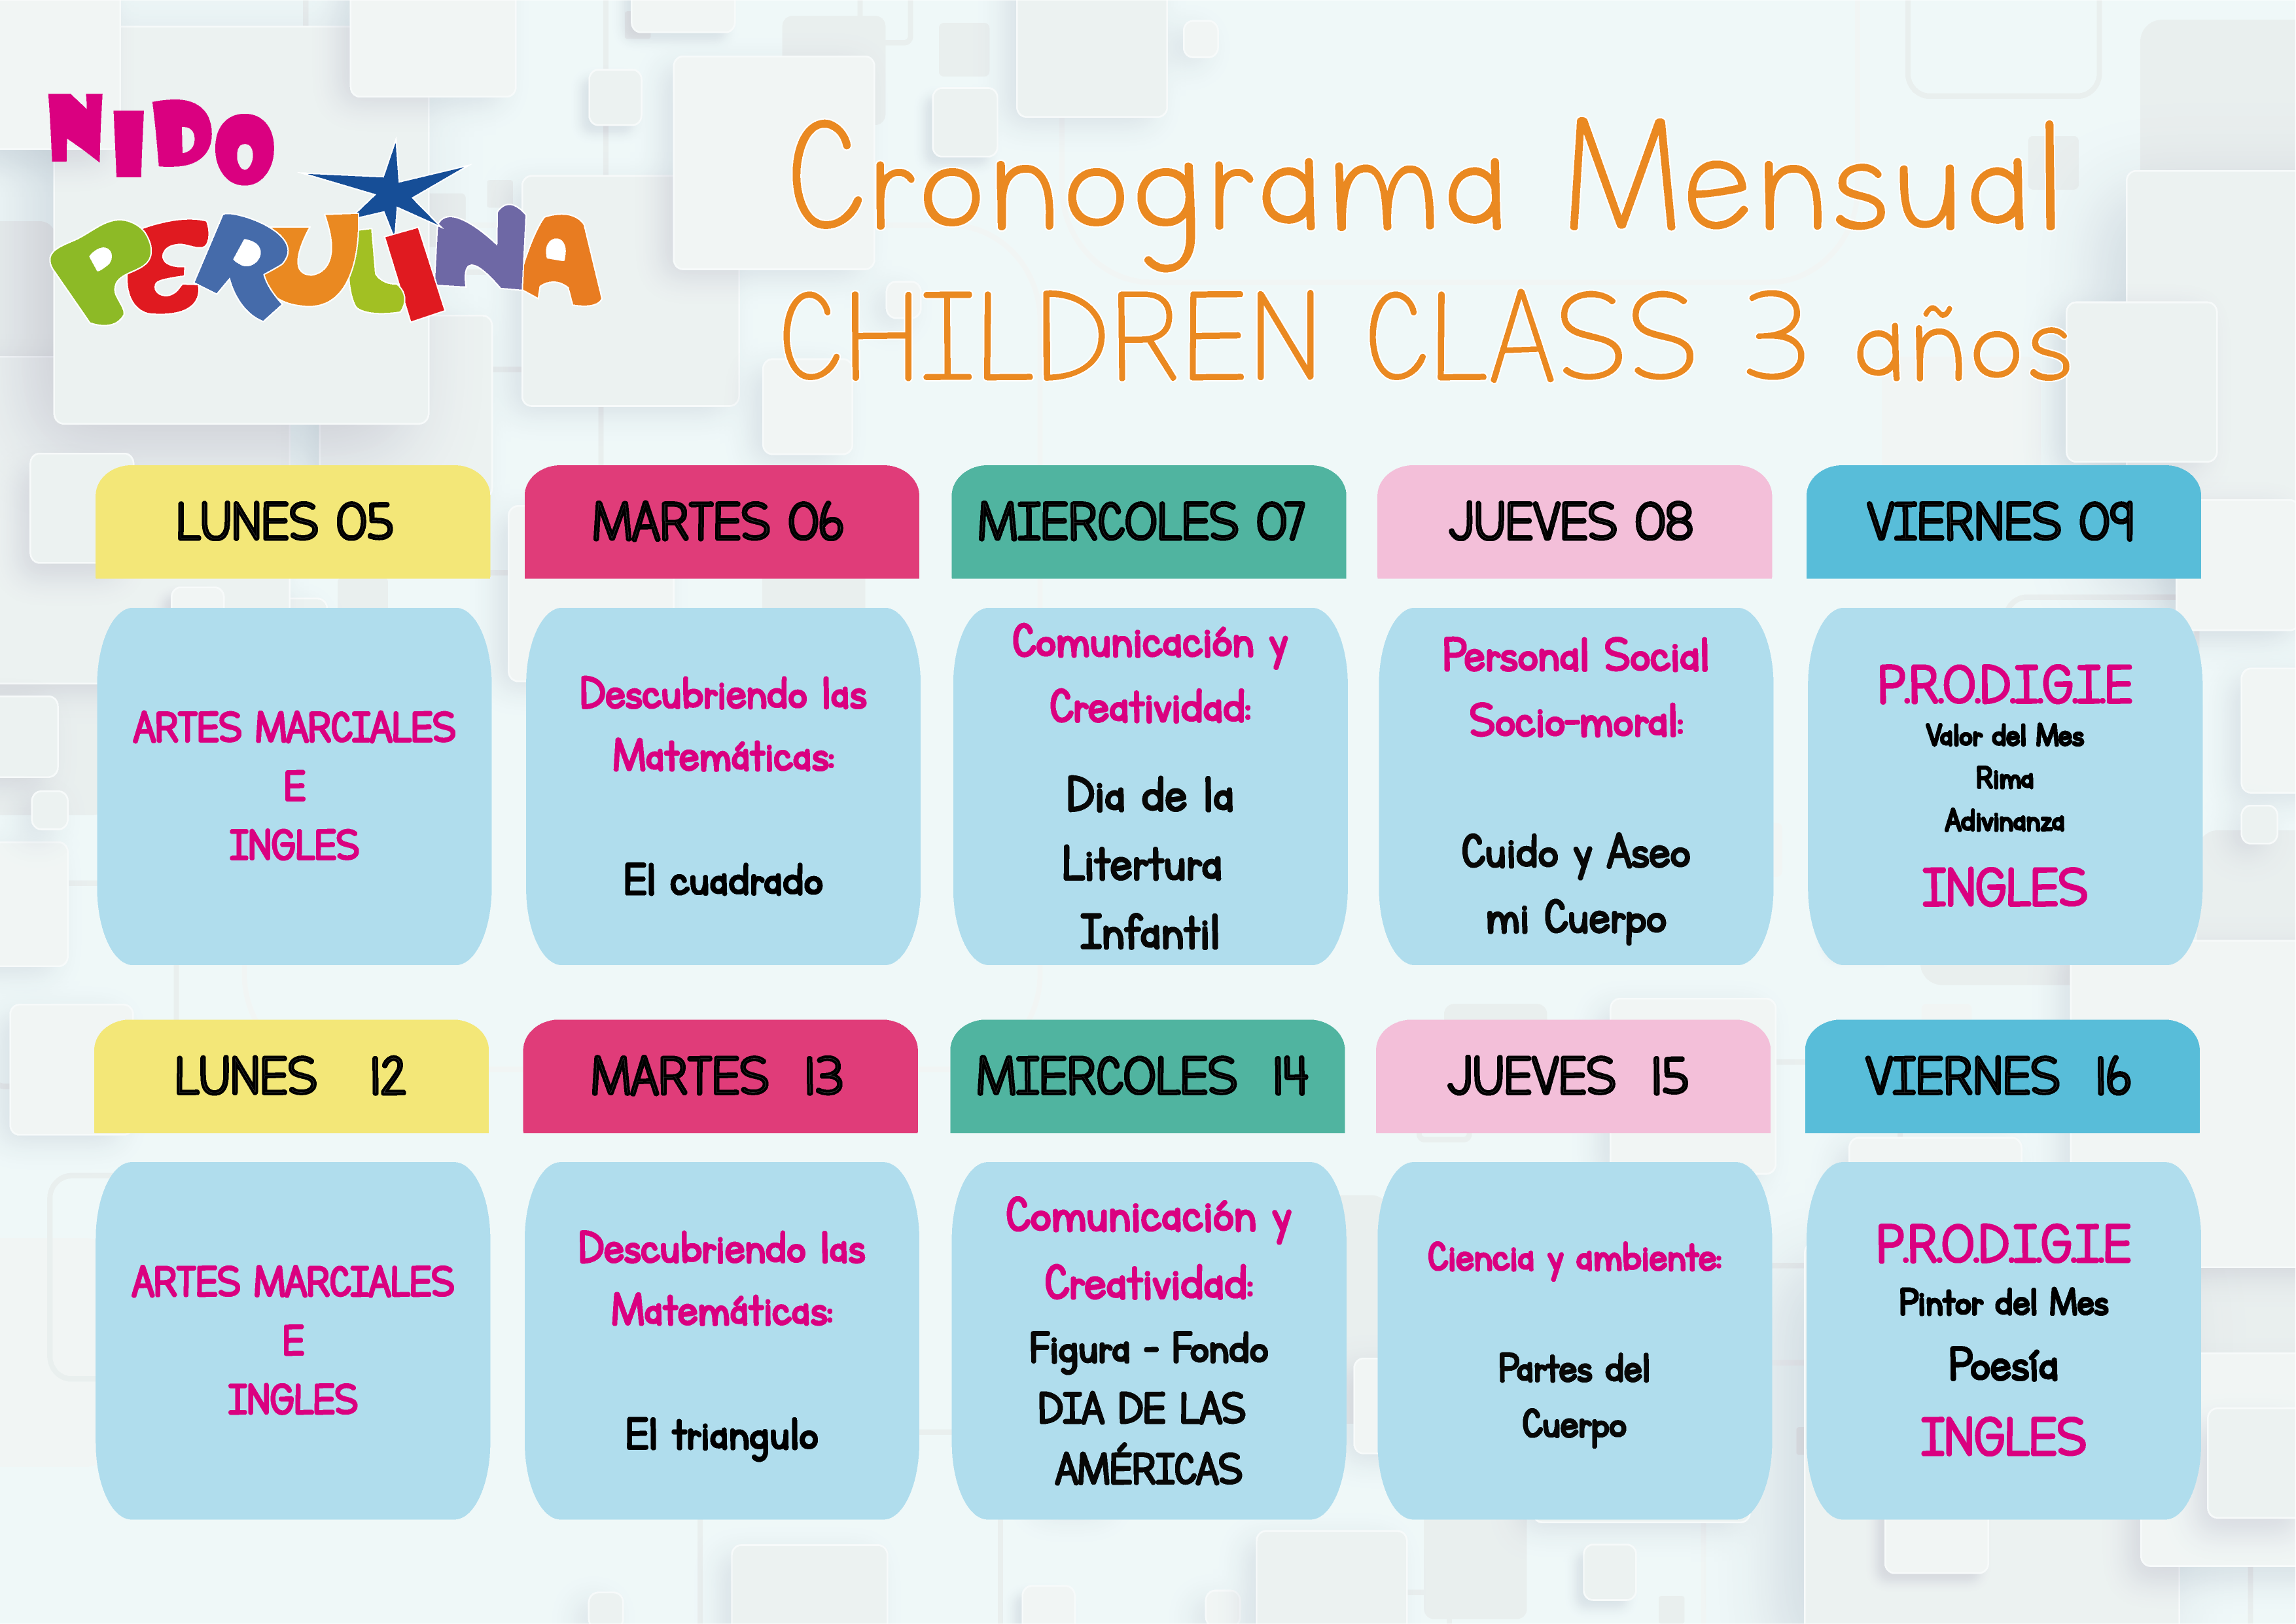 NIDO
PERULINA
Cronograma Mensual
CHILDREN CLASS 3 años
LUNES 05
MARTES 06
MIERCOLES 07
JUEVES 08
VIERNES 09
ARTES MARCIALES
E
INGLES
Descubriendo las
Matemáticas:
El cuadrado
Comunicación y
Creatividad:
Dia de la
Litertura
Infantil
Personal Social
Socio-moral:
Cuido y Aseo
mi Cuerpo
P.R.O.D.I.G.I.E
Valor del Mes
Rima
Adivinanza
INGLES
LUNES 12
MARTES 13
MIERCOLES 14
JUEVES 15
VIERNES 16
ARTES MARCIALES
E
INGLES
Descubriendo las
Matemáticas:
El triangulo
Comunicación y
Creatividad:
Figura - Fondo
DIA DE LAS
AMÉRICAS
Ciencia y ambiente:
Partes del
Cuerpo
P.R.O.D.I.G.I.E
Pintor del Mes
Poesía
INGLES